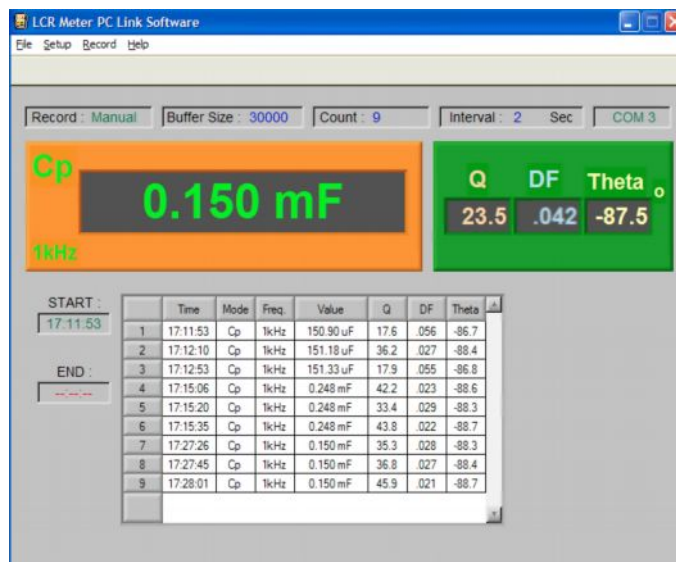 LCR Meter PC Link Software
File Setup Record Help
Record : Manual Buffer Size : 30000 Count : 9 Interval : 2 Sec COM 3
Cp
0.150 mF
1kHz
Q DF Theta o
23.5 .042 -87.5
START :
17:11:53
END :
--:--:--
Time Mode Freq. Value Q DF Theta
1 17:11:53 Cp 1kHz 150.90 uF 17.6 .056 -86.7
2 17:12:10 Cp 1kHz 151.18 uF 36.2 .027 -88.4
3 17:12:53 Cp 1kHz 151.33 uF 17.9 .055 -86.8
4 17:15:06 Cp 1kHz 0.248 mF 42.2 .023 -88.6
5 17:15:20 Cp 1kHz 0.248 mF 33.4 .029 -88.3
6 17:15:35 Cp 1kHz 0.248 mF 43.8 .022 -88.7
7 17:27:26 Cp 1kHz 0.150 mF 35.3 .028 -88.3
8 17:27:45 Cp 1kHz 0.150 mF 36.8 .027 -88.4
9 17:28:01 Cp 1kHz 0.150 mF 45.9 .021 -88.7